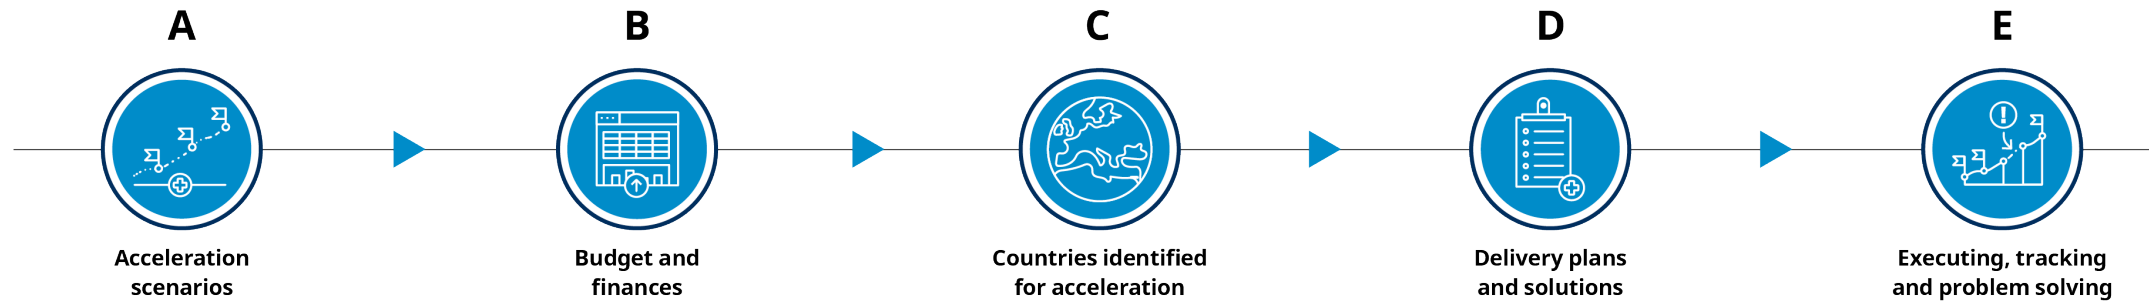 A
Acceleration
scenarios
B
Budget and
finances
C
Countries identified
for acceleration
D
Delivery plans
and solutions
E
Executing, tracking
and problem solving